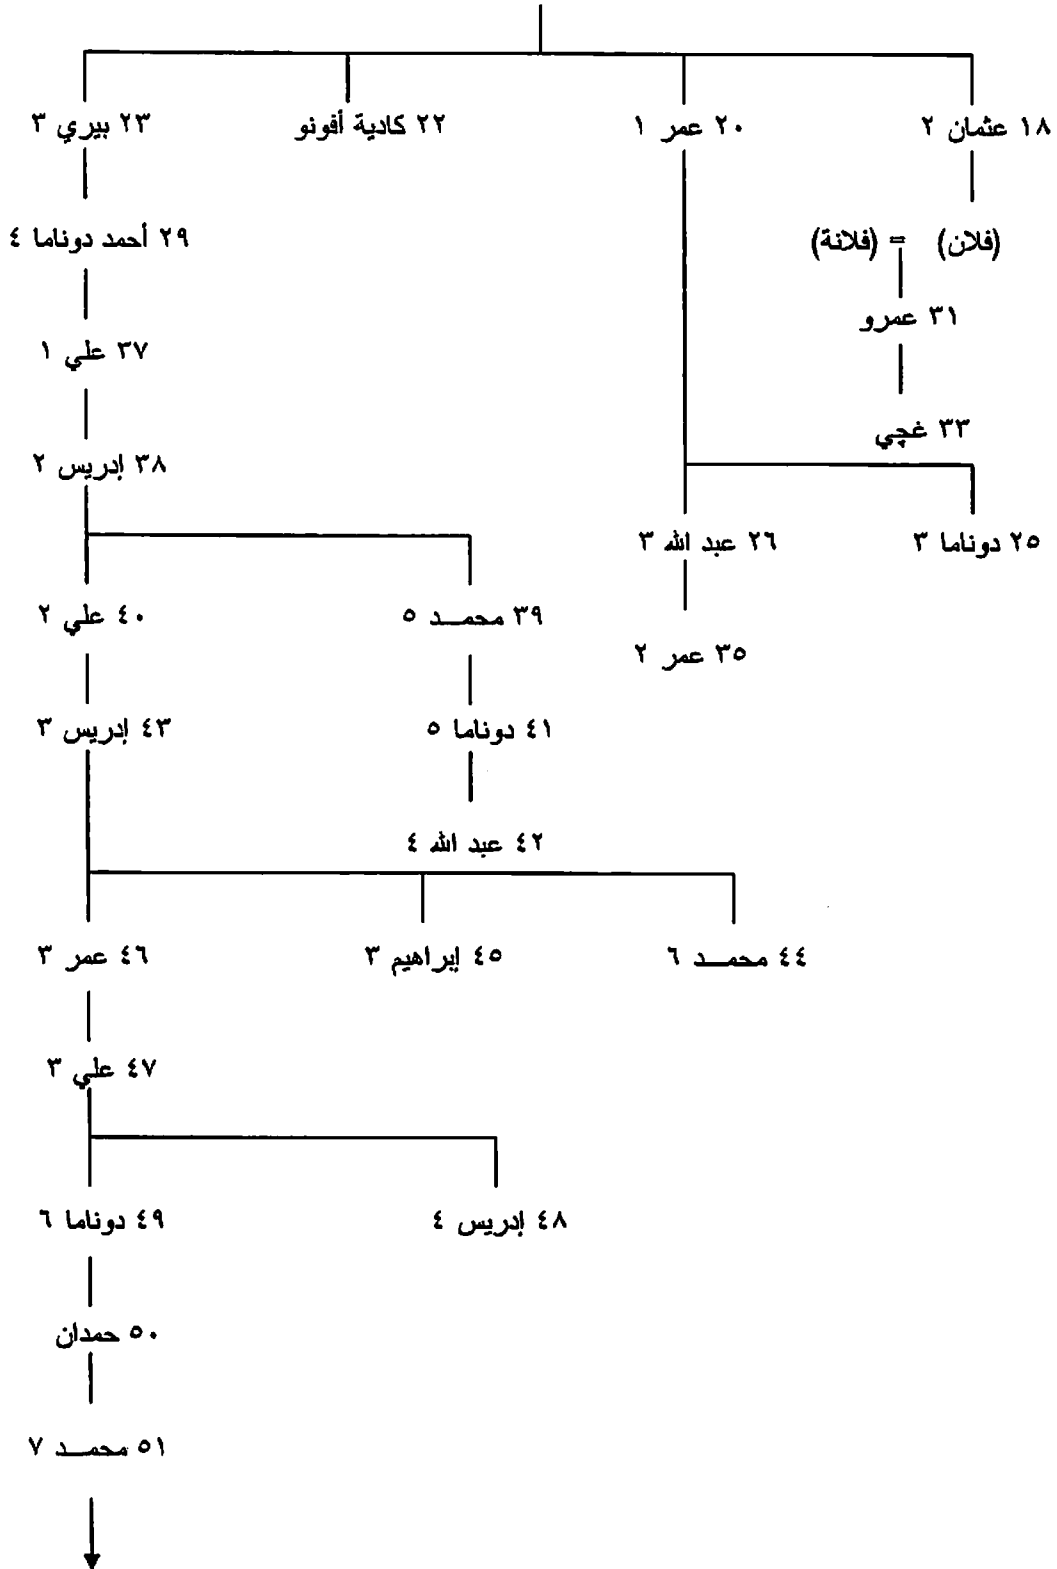 ١٨ عثمان ٢
٢٠ عمر ١
٢٢ كادية أفونو
٢٣ بيري ٣
(فلان) = (فلانة)
٢٩ أحمد دوناما ٤
٣١ عمرو
٣٧ علي ١
٣٣ غجي
٣٨ إدريس ٢
٢٥ دوناما ٣
٢٦ عبد الله ٣
٣٩ محمد ٥
٤٠ علي ٢
٣٥ عمر ٢
٤١ دوناما ٥
٤٣ إدريس ٣
٤٢ عبد الله ٤
٤٤ محمد ٦
٤٥ إبراهيم ٣
٤٦ عمر ٣
٤٧ علي ٣
٤٨ إدريس ٤
٤٩ دوناما ٦
٥٠ حمدان
٥١ محمد ٧